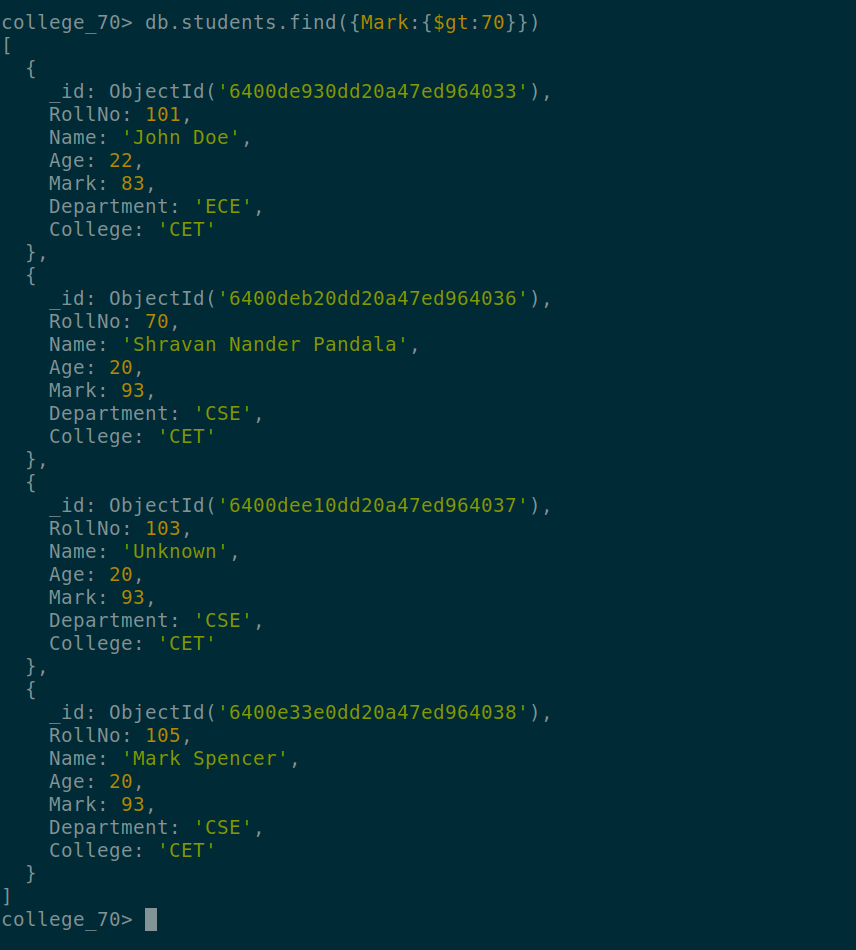 college_70> db.students.find({Mark:{$gt:70}})
[
  {
    _id: ObjectId('6400de930dd20a47ed964033'),
    RollNo: 101,
    Name: 'John Doe',
    Age: 22,
    Mark: 83,
    Department: 'ECE',
    College: 'CET'
  },
  {
    _id: ObjectId('6400deb20dd20a47ed964036'),
    RollNo: 70,
    Name: 'Shravan Nander Pandala',
    Age: 20,
    Mark: 93,
    Department: 'CSE',
    College: 'CET'
  },
  {
    _id: ObjectId('6400dee10dd20a47ed964037'),
    RollNo: 103,
    Name: 'Unknown',
    Age: 20,
    Mark: 93,
    Department: 'CSE',
    College: 'CET'
  },
  {
    _id: ObjectId('6400e33e0dd20a47ed964038'),
    RollNo: 105,
    Name: 'Mark Spencer',
    Age: 20,
    Mark: 93,
    Department: 'CSE',
    College: 'CET'
  }
]
college_70>